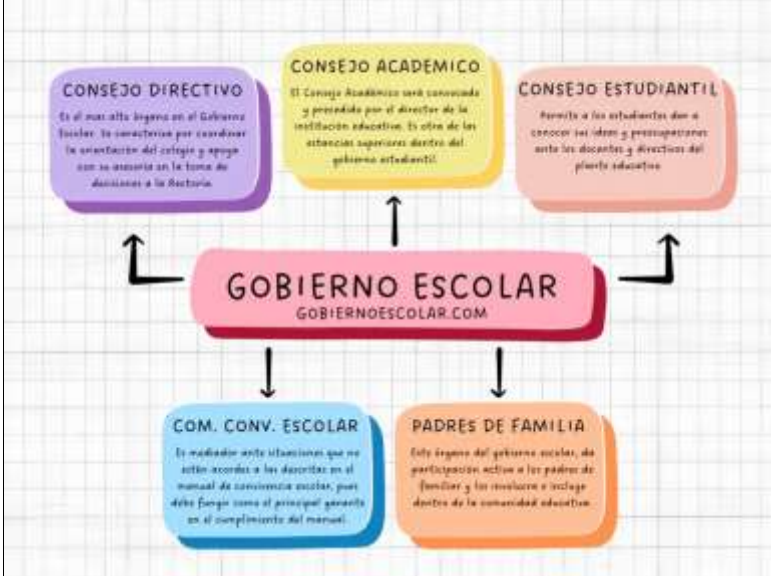 CONSEJO DIRECTIVO
Es el mas alto órgano en el Gobierno
Escolar. Se caracteriza por coordinar
la orientación del colegio y apoya
con su asesoría en la toma de
decisiones a la Rectoría.
CONSEJO ACADEMICO
El Consejo Académico será convocado
y precedido por el director de la
institución educativa. Es otra de las
estancias superiores dentro del
gobierno estudiantil.
CONSEJO ESTUDIANTIL
Permite a los estudiantes dan a
conocer sus ideas y preocupaciones
ante los docentes y directivos del
plante educativo.
GOBIERNO ESCOLAR
GOBIERNOESCOLAR.COM
COM. CONV. ESCOLAR
Es mediador ante situaciones que no
estén acordes a las descritas en el
manual de convivencia escolar, pues
debe fungir como el principal garante
en el cumplimiento del manual.
PADRES DE FAMILIA
Este órgano del gobierno escolar, da
participación activa a los padres de
familiar y los involucra e incluye
dentro de la comunidad educativa.